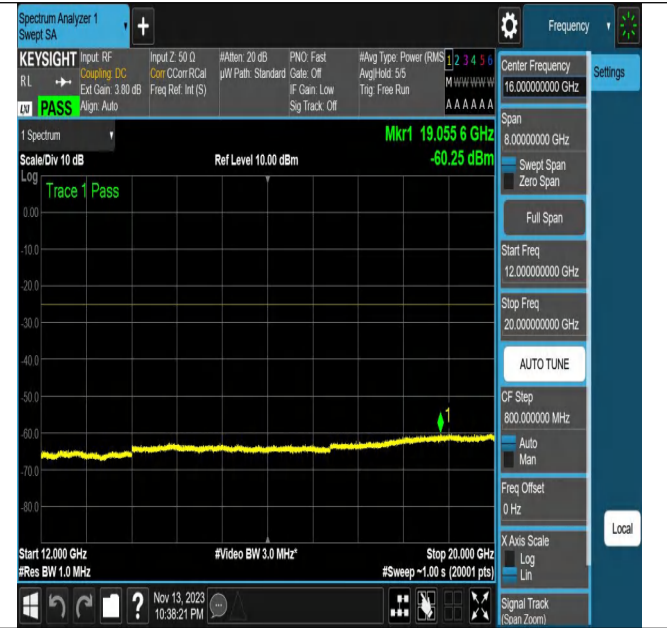 Spectrum Analyzer 1
Swept SA
+
Frequency
KEYSIGHT
RL
LXI PASS
Input: RF
Coupling: DC
Ext Gain: 3.80 dB
Align: Auto
Input Z: 50 Ω
Corr CCorr RCal
Freq Ref: Int (S)
#Atten: 20 dB
µW Path: Standard
PNO: Fast
Gate: Off
IF Gain: Low
Sig Track: Off
#Avg Type: Power (RMS
Avg|Hold: 5/5
Trig: Free Run
1 2 3 4 5 6
M W W W W W
A A A A A A
1 Spectrum
Scale/Div 10 dB
Ref Level 10.00 dBm
Mkr1 19.055 6 GHz
-60.25 dBm
Log
Trace 1 Pass
0.00
-10.0
-20.0
-30.0
-40.0
-50.0
-60.0
-70.0
-80.0
1
Start 12.000 GHz
#Res BW 1.0 MHz
#Video BW 3.0 MHz*
Stop 20.000 GHz
#Sweep ~1.00 s (20001 pts)
Center Frequency
16.000000000 GHz
Settings
Span
8.00000000 GHz
Swept Span
Zero Span
Full Span
Start Freq
12.000000000 GHz
Stop Freq
20.000000000 GHz
AUTO TUNE
CF Step
800.000000 MHz
Auto
Man
Freq Offset
0 Hz
X Axis Scale
Log
Lin
Signal Track
(Span Zoom)
Local
?
Nov 13, 2023
10:38:21 PM